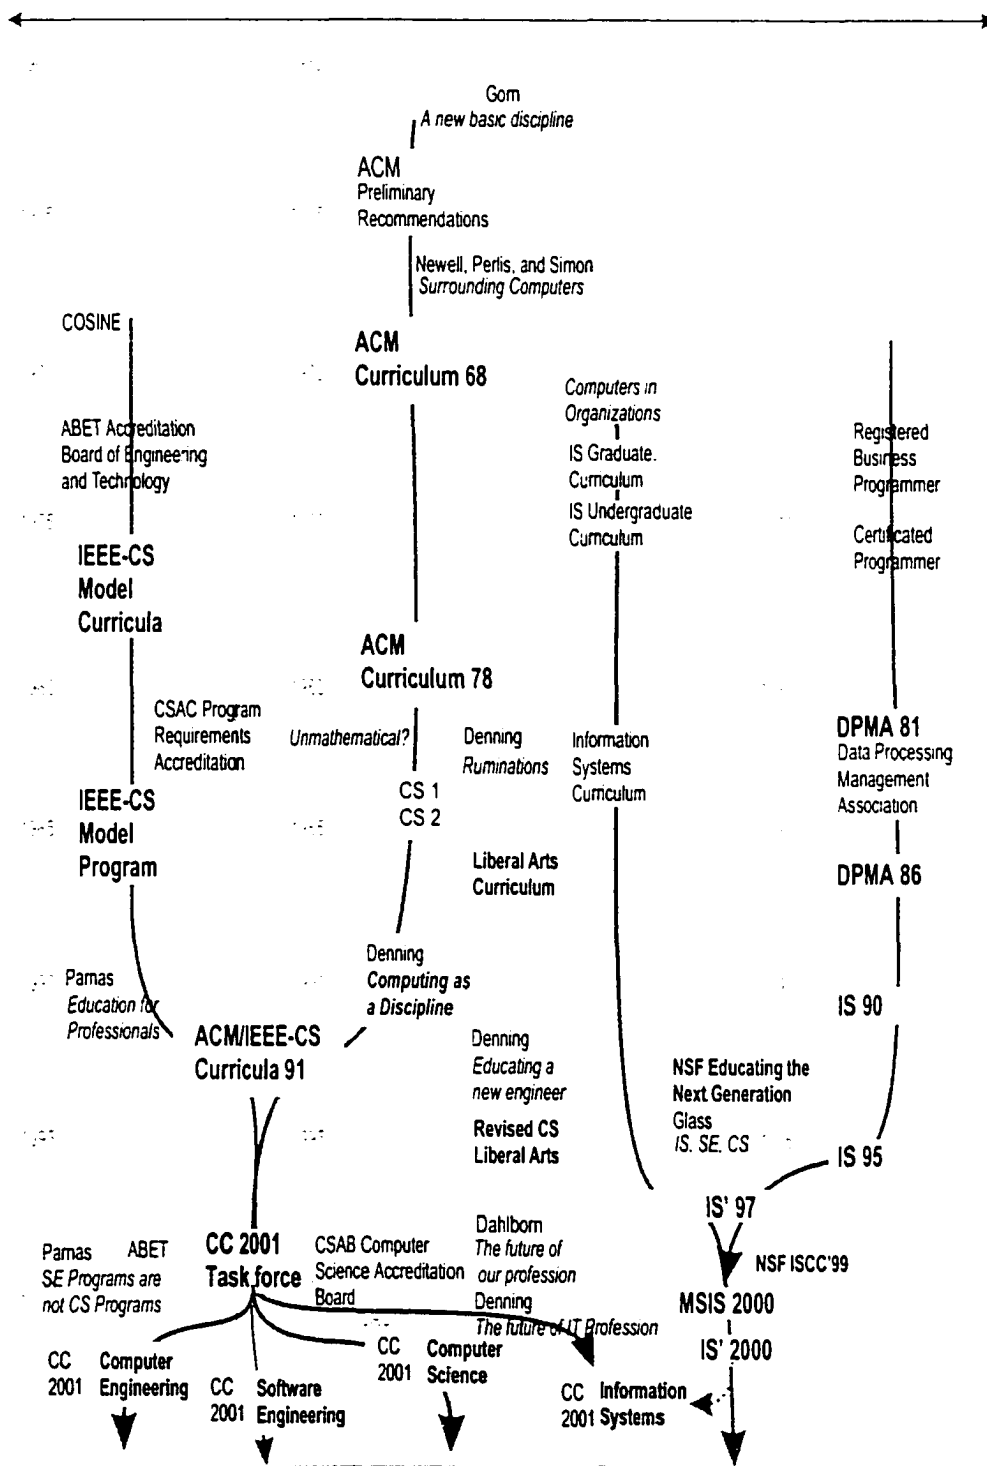 Gorn
A new basic discipline
ACM
Preliminary
Recommendations
Newell, Perlis, and Simon
Surrounding Computers
COSINE
ACM
Curriculum 68
Computers in
Organizations
ABET Accreditation
Board of Engineering
and Technology
IS Graduate.
Curriculum
IS Undergraduate
Curriculum
Registered
Business
Programmer
Certificated
Programmer
IEEE-CS
Model
Curricula
ACM
Curriculum 78
CSAC Program
Requirements
Accreditation
Unmathematical?
Denning
Ruminations
Information
Systems
Curriculum
DPMA 81
Data Processing
Management
Association
CS 1
CS 2
IEEE-CS
Model
Program
Liberal Arts
Curriculum
DPMA 86
Denning
Computing as
a Discipline
Parnas
Education for
Professionals
IS 90
ACM/IEEE-CS
Curricula 91
Denning
Educating a
new engineer
NSF Educating the
Next Generation
Glass
IS, SE, CS
Revised CS
Liberal Arts
IS 95
IS' 97
Parnas ABET
SE Programs are
not CS Programs
CC 2001
Task force
CSAB Computer
Science Accreditation
Board
Dahlbom
The future of
our profession
Denning
The future of IT Profession
NSF ISCC'99
MSIS 2000
IS' 2000
CC 2001 Computer
Engineering
CC 2001 Software
Engineering
CC 2001 Computer
Science
CC 2001 Information
Systems